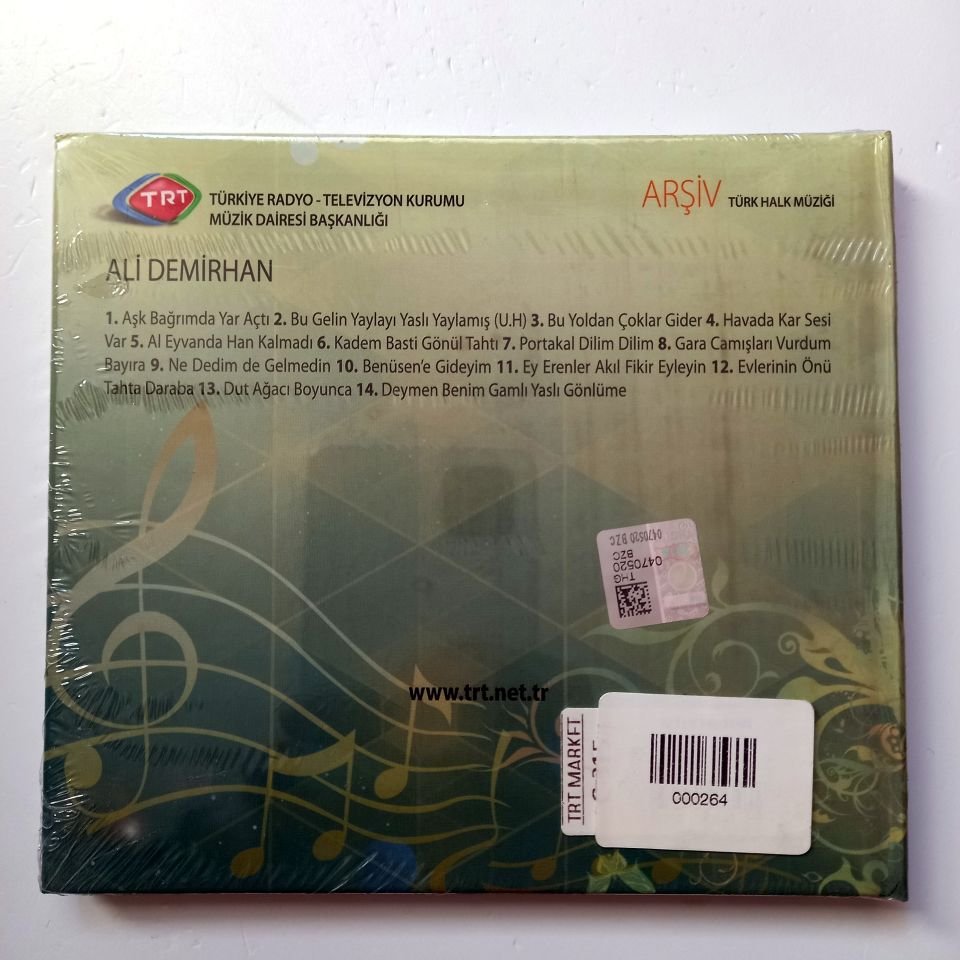 TRT
TÜRKİYE RADYO - TELEVİZYON KURUMU
MÜZİK DAİRESİ BAŞKANLIĞI
ARŞİV TÜRK HALK MÜZİĞİ
ALİ DEMİRHAN
1. Aşk Bağrımda Yar Açtı 2. Bu Gelin Yaylayı Yaslı Yaylamış (U.H) 3. Bu Yoldan Çoklar Gider 4. Havada Kar Sesi
Var 5. Al Eyvanda Han Kalmadı 6. Kadem Basti Gönül Tahtı 7. Portakal Dilim Dilim 8. Gara Camışları Vurdum
Bayıra 9. Ne Dedim de Gelmedin 10. Benüsen'e Gideyim 11. Ey Erenler Akıl Fikir Eyleyin 12. Evlerinin Önü
Tahta Daraba 13. Dut Ağacı Boyunca 14. Deymen Benim Gamlı Yaslı Gönlüme
0470520 BZC
THG
0470520
BZC
www.trt.net.tr
TRT MARKET
000264